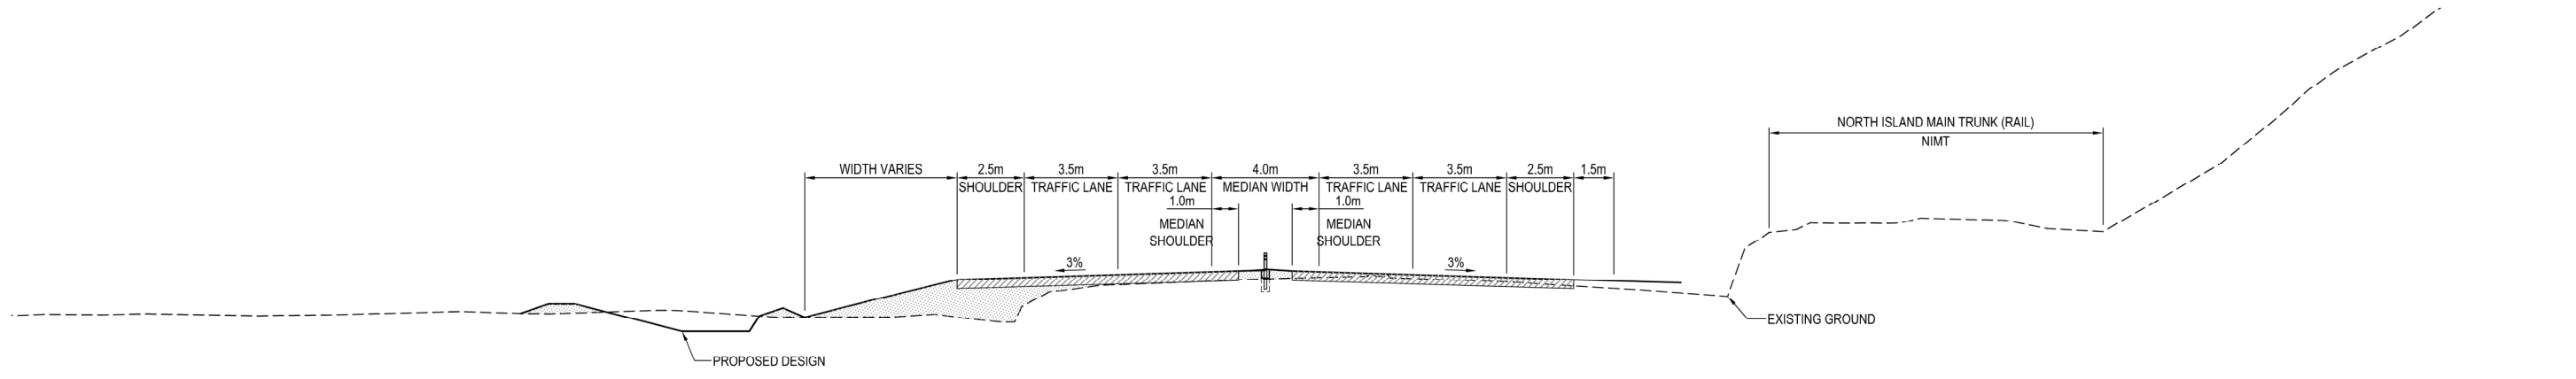 NORTH ISLAND MAIN TRUNK (RAIL)
NIMT
WIDTH VARIES
2.5m
3.5m
3.5m
4.0m
3.5m
3.5m
2.5m
1.5m
SHOULDER
TRAFFIC LANE
TRAFFIC LANE
MEDIAN WIDTH
TRAFFIC LANE
TRAFFIC LANE
SHOULDER
1.0m
1.0m
MEDIAN
SHOULDER
MEDIAN
SHOULDER
3%
3%
EXISTING GROUND
PROPOSED DESIGN